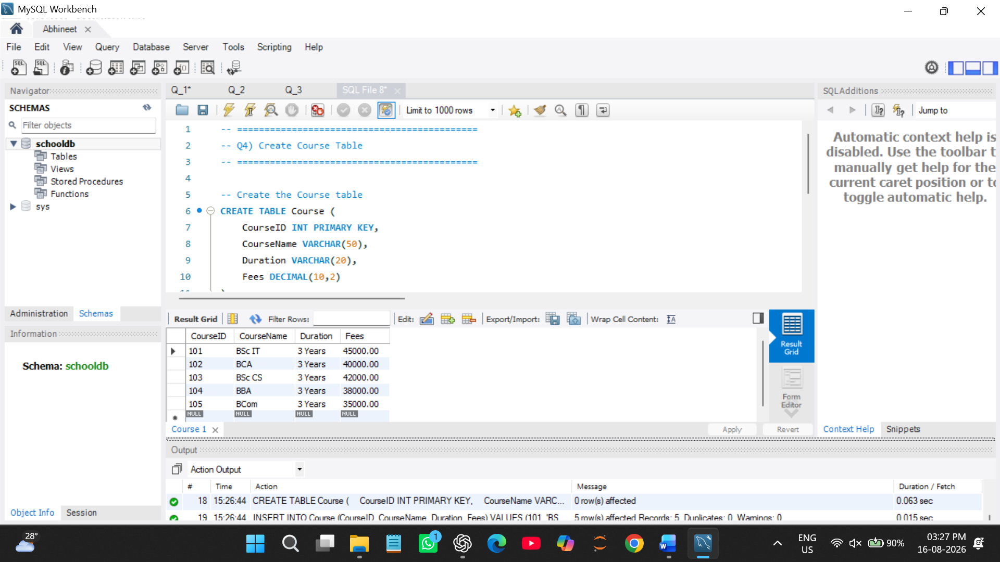 MySQL Workbench
Abhineet
File Edit View Query Database Server Tools Scripting Help
Navigator
SCHEMAS
Filter objects
schooldb
Tables
Views
Stored Procedures
Functions
sys
Administration Schemas
Information
Schema: schooldb
Object Info Session
Q_1* Q_2 Q_3 SQL File 8*
Limit to 1000 rows
1 -- ============================================
2 -- Q4) Create Course Table
3 -- ============================================
4
5 -- Create the Course table
6 CREATE TABLE Course (
7 CourseID INT PRIMARY KEY,
8 CourseName VARCHAR(50),
9 Duration VARCHAR(20),
10 Fees DECIMAL(10,2)
Result Grid Filter Rows: Edit: Export/Import: Wrap Cell Content:
CourseID CourseName Duration Fees
101 BSc IT 3 Years 45000.00
102 BCA 3 Years 40000.00
103 BSc CS 3 Years 42000.00
104 BBA 3 Years 38000.00
105 BCom 3 Years 35000.00
NULL NULL NULL NULL
Result
Grid
Form
Editor
Course 1 Apply Revert
SQLAdditions
Jump to
Automatic context help is
disabled. Use the toolbar t
manually get help for the
current caret position or to
toggle automatic help.
Context Help Snippets
Output
Action Output
# Time Action Message Duration / Fetch
18 15:26:44 CREATE TABLE Course ( CourseID INT PRIMARY KEY, CourseName VARC... 0 row(s) affected 0.063 sec
19 15:26:44 INSERT INTO Course (CourseID, CourseName, Duration, Fees) VALUES (101, 'BS 5 row(s) affected Records: 5 Duplicates: 0 Warnings: 0 0.015 sec
28°
1
ENG
US
90%
03:27 PM
16-08-2026